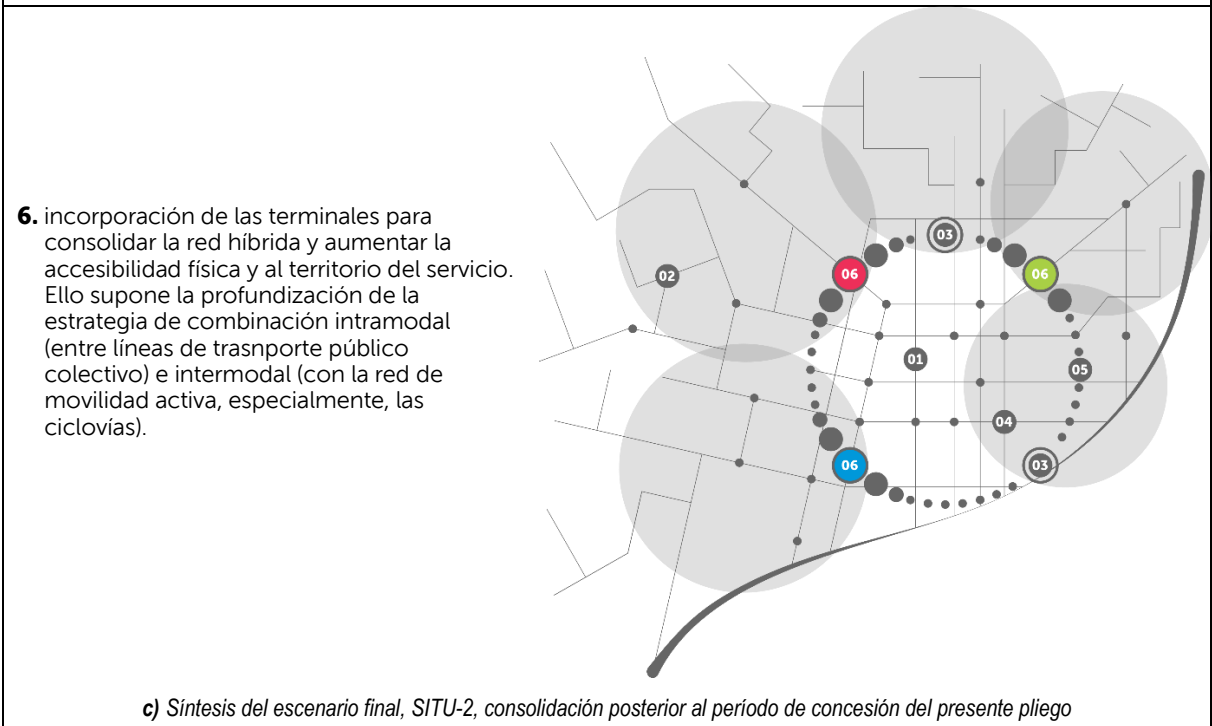 6. incorporación de las terminales para
consolidar la red híbrida y aumentar la
accesibilidad física y al territorio del servicio.
Ello supone la profundización de la
estrategia de combinación intramodal
(entre líneas de trasnporte público
colectivo) e intermodal (con la red de
movilidad activa, especialmente, las
ciclovías).
03
06
06
02
01
05
04
06
03
c) Síntesis del escenario final, SITU-2, consolidación posterior al período de concesión del presente pliego